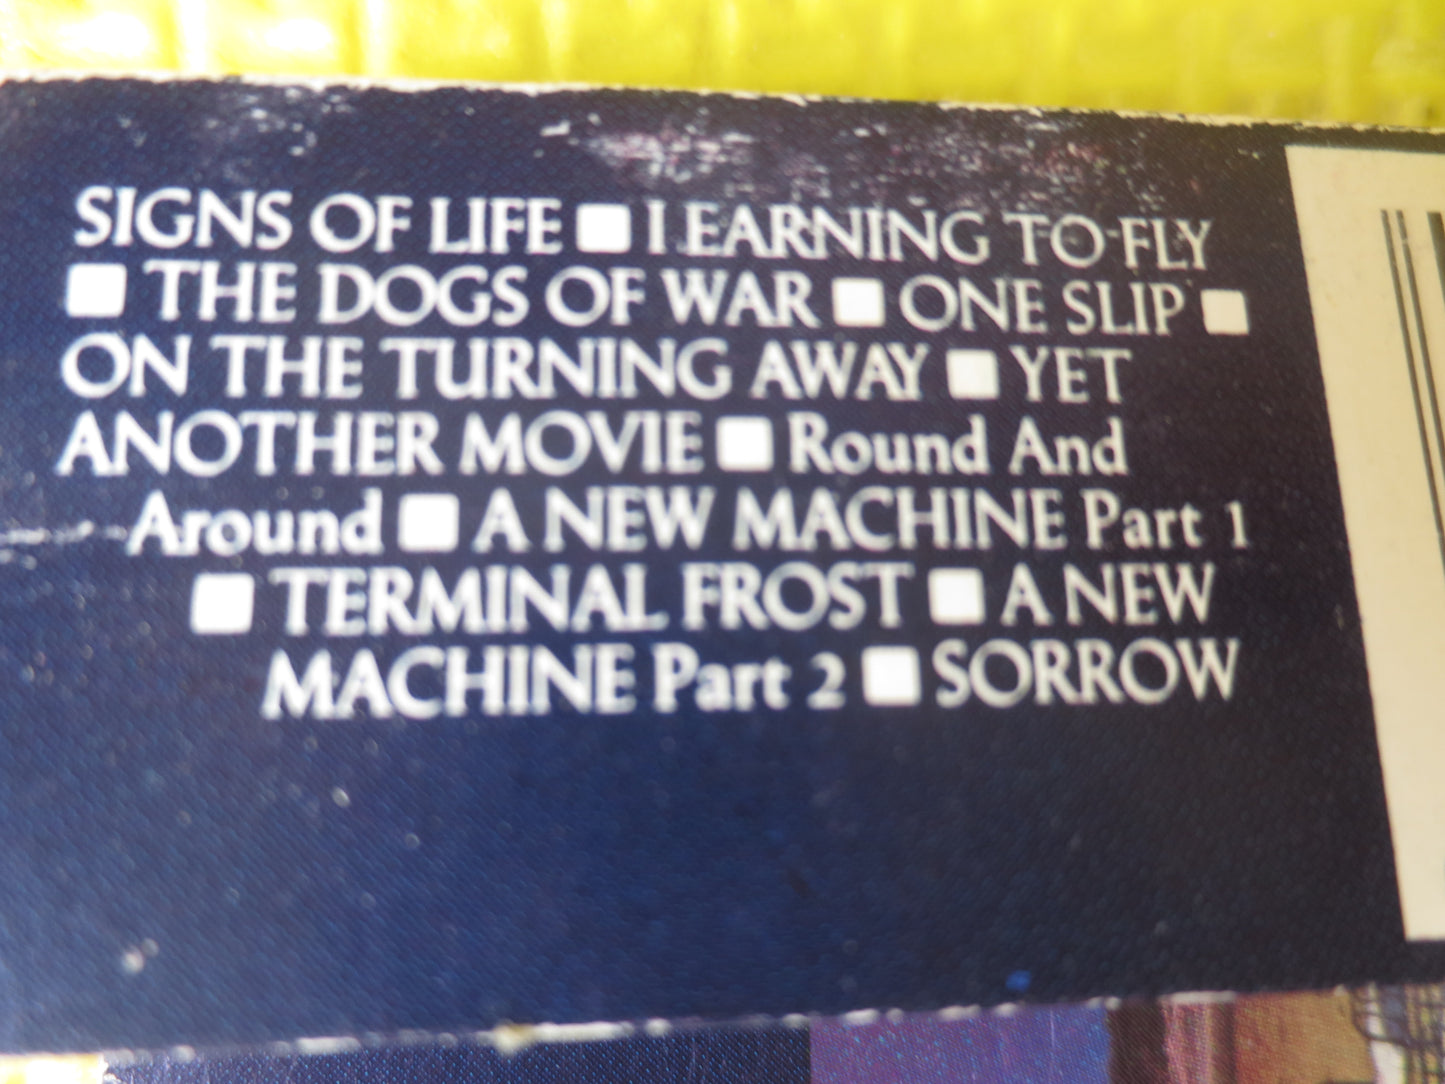 SIGNS OF LIFE ■ LEARNING TO FLY
■ THE DOGS OF WAR ■ ONE SLIP ■
ON THE TURNING AWAY ■ YET
ANOTHER MOVIE ■ Round And
Around ■ A NEW MACHINE Part 1
■ TERMINAL FROST ■ A NEW
MACHINE Part 2 ■ SORROW